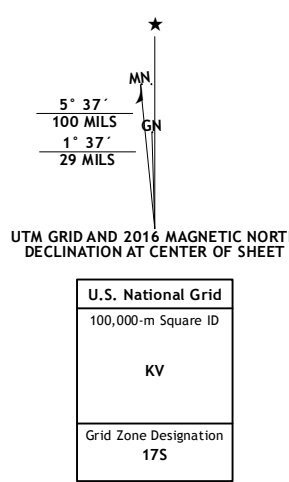 MN
5° 37´
100 MILS
GN
1° 37´
29 MILS
UTM GRID AND 2016 MAGNETIC NORT
DECLINATION AT CENTER OF SHEET
U.S. National Grid
100,000-m Square ID
KV
Grid Zone Designation
17S